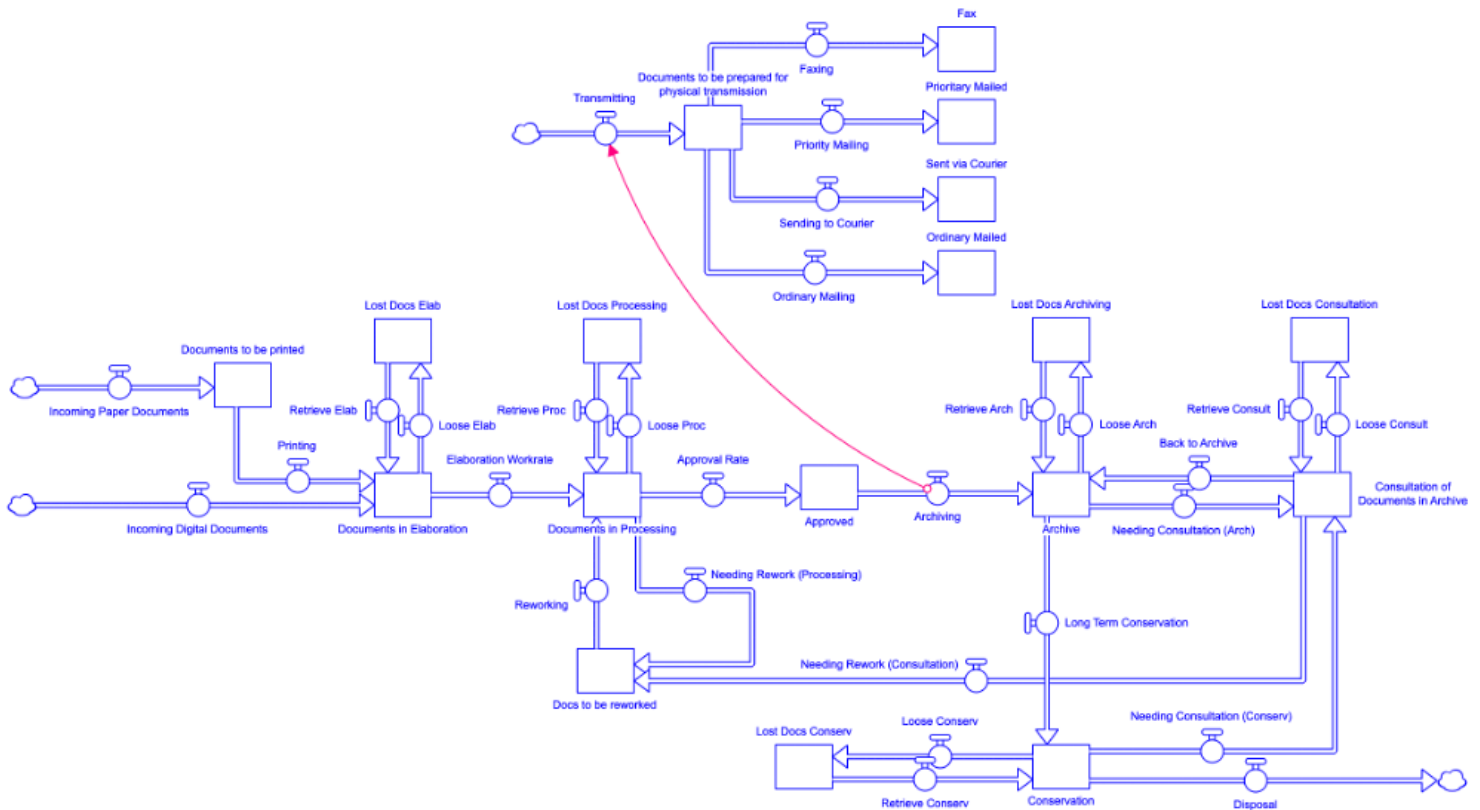 Fax
Faxing
Documents to be prepared for
physical transmission
Prioritary Mailed
Transmitting
Priority Mailing
Sent via Courier
Sending to Courier
Ordinary Mailed
Ordinary Mailing
Lost Docs Elab
Lost Docs Processing
Lost Docs Archiving
Lost Docs Consultation
Documents to be printed
Incoming Paper Documents
Retrieve Elab
Loose Elab
Retrieve Proc
Loose Proc
Retrieve Arch
Loose Arch
Retrieve Consult
Loose Consult
Printing
Elaboration Workrate
Approval Rate
Back to Archive
Consultation of
Documents in Archive
Incoming Digital Documents
Documents in Elaboration
Documents in Processing
Approved
Archiving
Archive
Needing Consultation (Arch)
Needing Rework (Processing)
Reworking
Long Term Conservation
Needing Rework (Consultation)
Docs to be reworked
Lost Docs Conserv
Loose Conserv
Needing Consultation (Conserv)
Retrieve Conserv
Conservation
Disposal